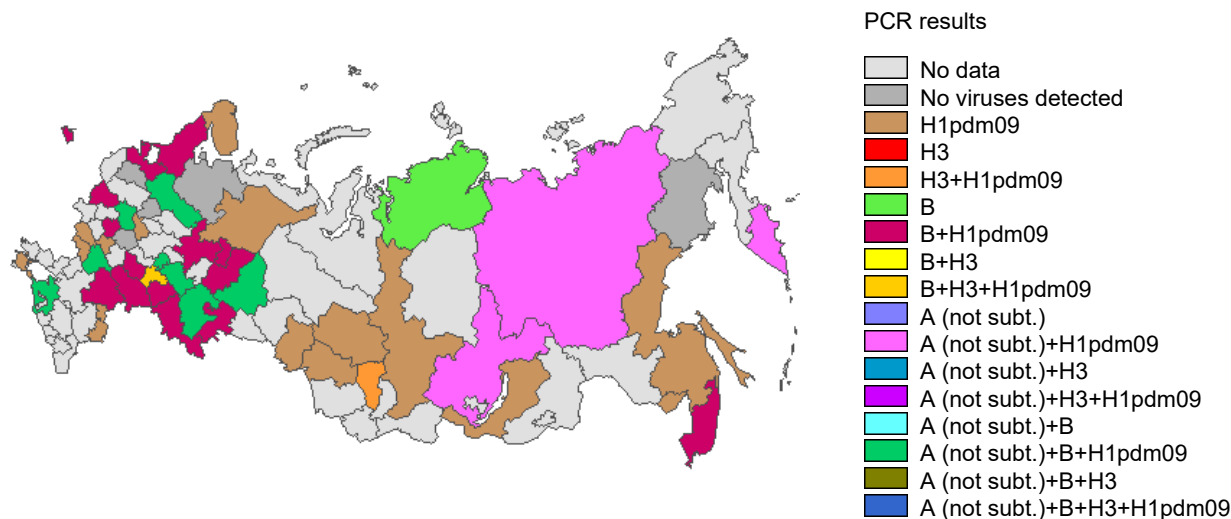 PCR results
No data
No viruses detected
H1pdm09
H3
H3+H1pdm09
B
B+H1pdm09
B+H3
B+H3+H1pdm09
A (not subt.)
A (not subt.)+H1pdm09
A (not subt.)+H3
A (not subt.)+H3+H1pdm09
A (not subt.)+B
A (not subt.)+B+H1pdm09
A (not subt.)+B+H3
A (not subt.)+B+H3+H1pdm09